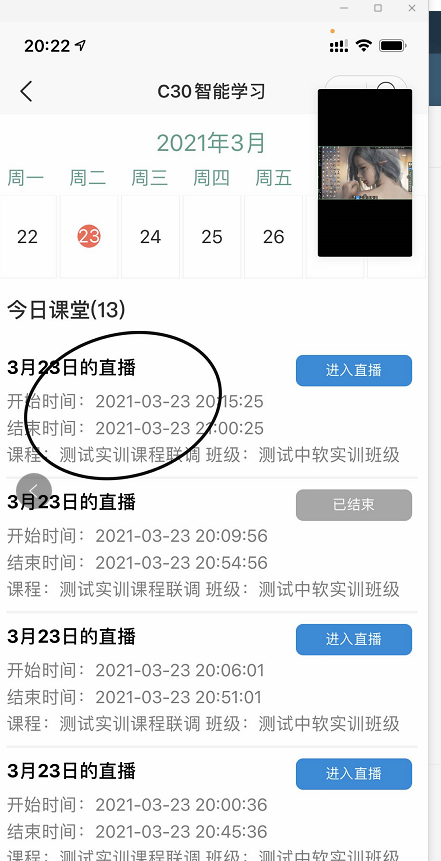 20:22
C30智能学习
2021年3月
周一 周二 周三 周四 周五
22 23 24 25 26
今日课堂(13)
3月23日的直播 进入直播
开始时间：2021-03-23 20:15:25
结束时间：2021-03-23 21:00:25
课程：测试实训课程联调 班级：测试中软实训班级
3月23日的直播 已结束
开始时间：2021-03-23 20:09:56
结束时间：2021-03-23 20:54:56
课程：测试实训课程联调 班级：测试中软实训班级
3月23日的直播 进入直播
开始时间：2021-03-23 20:06:01
结束时间：2021-03-23 20:51:01
课程：测试实训课程联调 班级：测试中软实训班级
3月23日的直播 进入直播
开始时间：2021-03-23 20:00:36
结束时间：2021-03-23 20:45:36
课程：测试实训课程联调 班级：测试中软实训班级